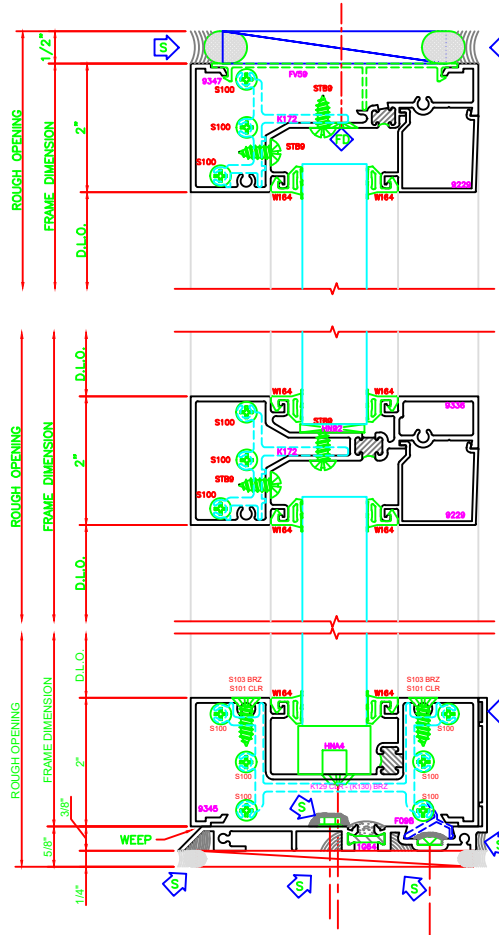 1/2"
S
9347
FV59
S100
STB9
K172
S100
FD
STB9
S100
2"
ROUGH OPENING
FRAME DIMENSION
D.L.O.
W164
W164
9229
D.L.O.
W164
W164
9336
S100
STB9
HN92
S100
K172
STB9
S100
2"
ROUGH OPENING
FRAME DIMENSION
9229
W164
W164
D.L.O.
D.L.O.
S103 BRZ
S101 CLR
S103 BRZ
S101 CLR
W164
W164
S100
S100
ROUGH OPENING
FRAME DIMENSION
2"
HNA4
S100
S100
K129 CLR (K130) BRZ
S
S100
S100
9345
3/8"
WEEP
5/8"
1/4"
S
S
S